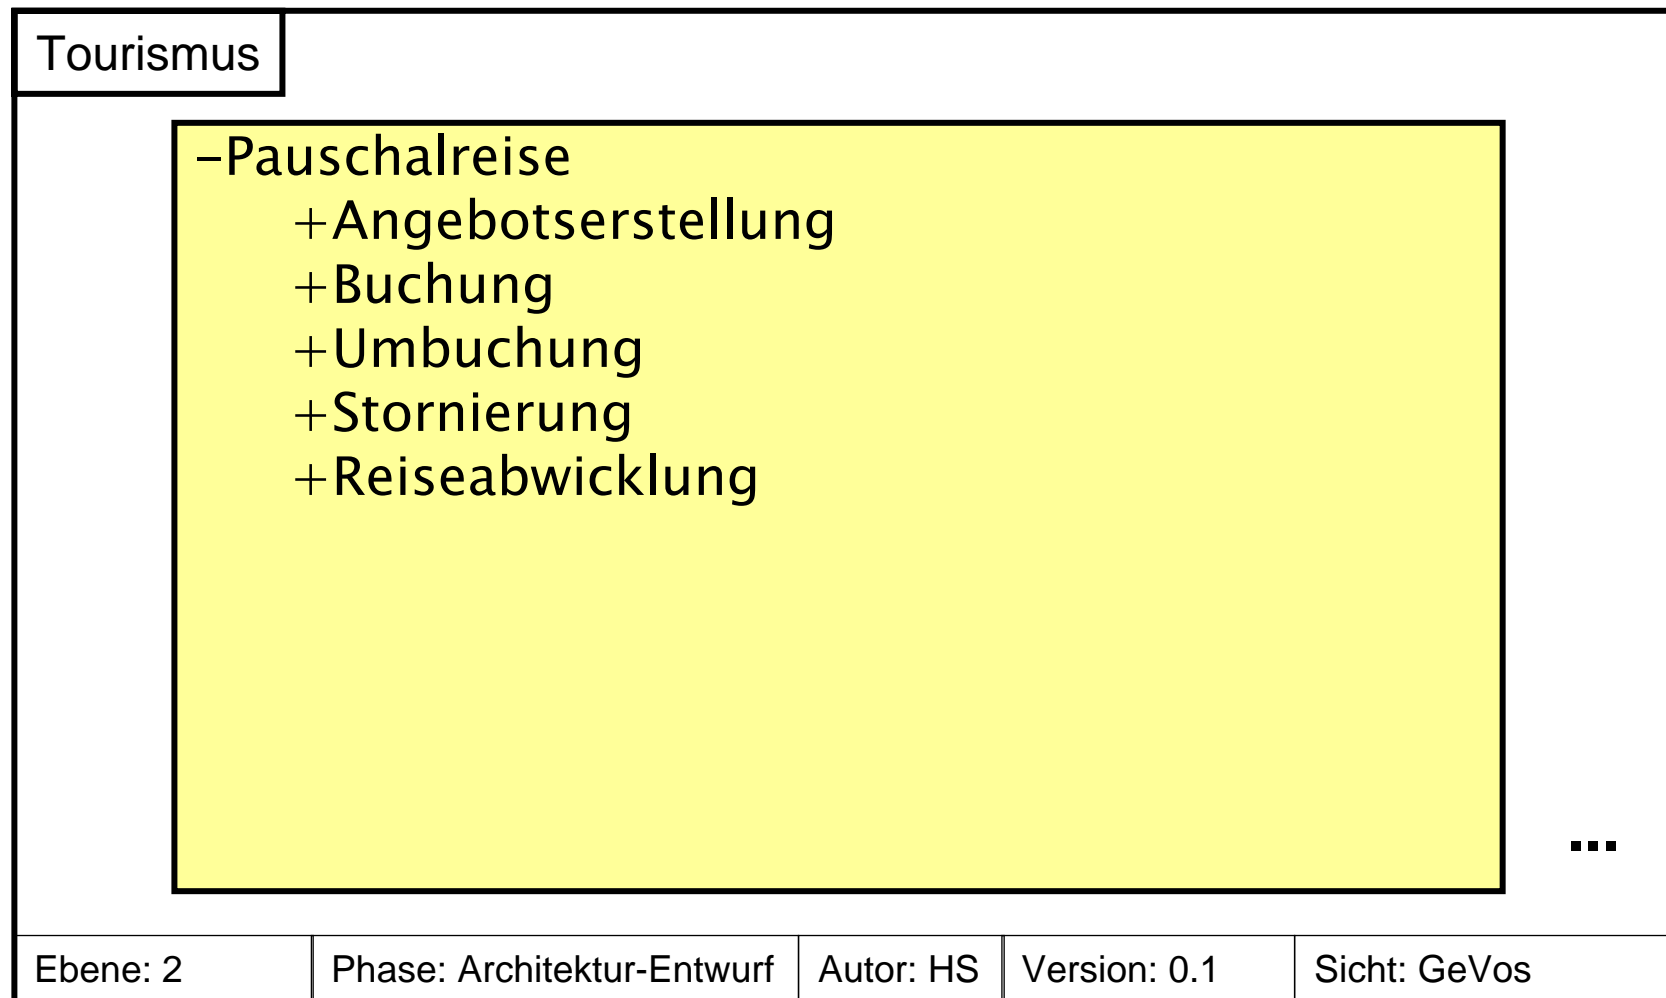 Tourismus
-Pauschalreise
+Angebotserstellung
+Buchung
+Umbuchung
+Stornierung
+Reiseabwicklung
...
Ebene: 2 Phase: Architektur-Entwurf Autor: HS Version: 0.1 Sicht: GeVos